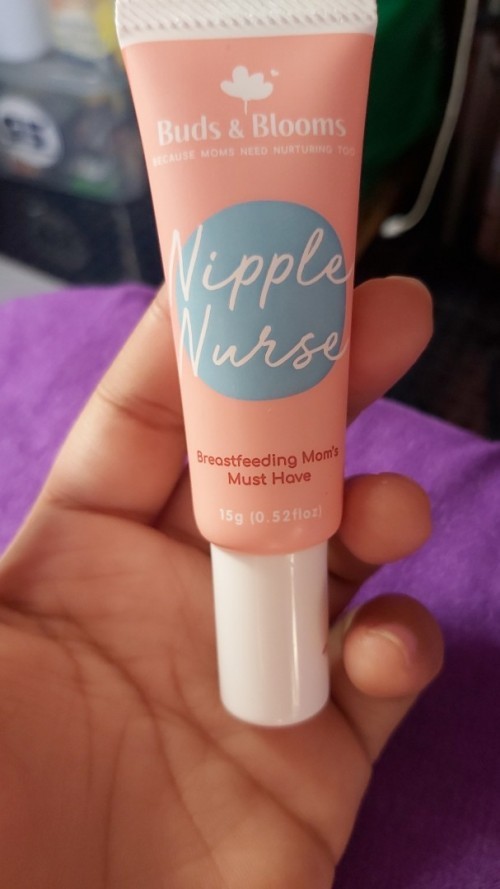 Buds & Blooms
BECAUSE MOMS NEED NURTURING TOO
Nipple
Nurse
Breastfeeding Mom's
Must Have
15g (0.52floz)